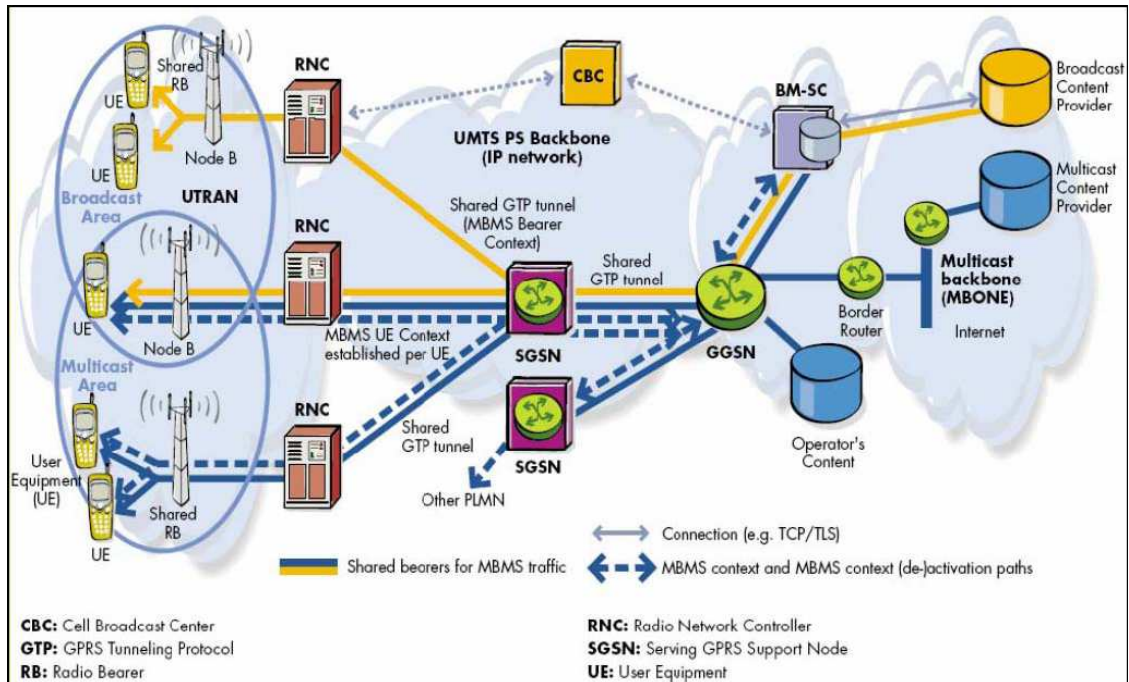 RNC
CBC
BM-SC
Broadcast
Content
Provider
Shared
RB
UE
UE
Node B
Broadcast
Area
UTRAN
UMTS PS Backbone
(IP network)
Multicast
Content
Provider
Shared GTP tunnel
(MBMS Bearer
Context)
RNC
Shared
GTP tunnel
Multicast
backbone
(MBONE)
Border
Router
Internet
UE
Node B
MBMS UE Context
established per UE
SGSN
GGSN
Multicast
Area
RNC
Shared
GTP tunnel
SGSN
Operator's
Content
User
Equipment
(UE)
UE
Shared
RB
Other PLMN
Connection (e.g. TCP/TLS)
Shared bearers for MBMS traffic
MBMS context and MBMS context (de-)activation paths
CBC: Cell Broadcast Center
GTP: GPRS Tunneling Protocol
RB: Radio Bearer
RNC: Radio Network Controller
SGSN: Serving GPRS Support Node
UE: User Equipment